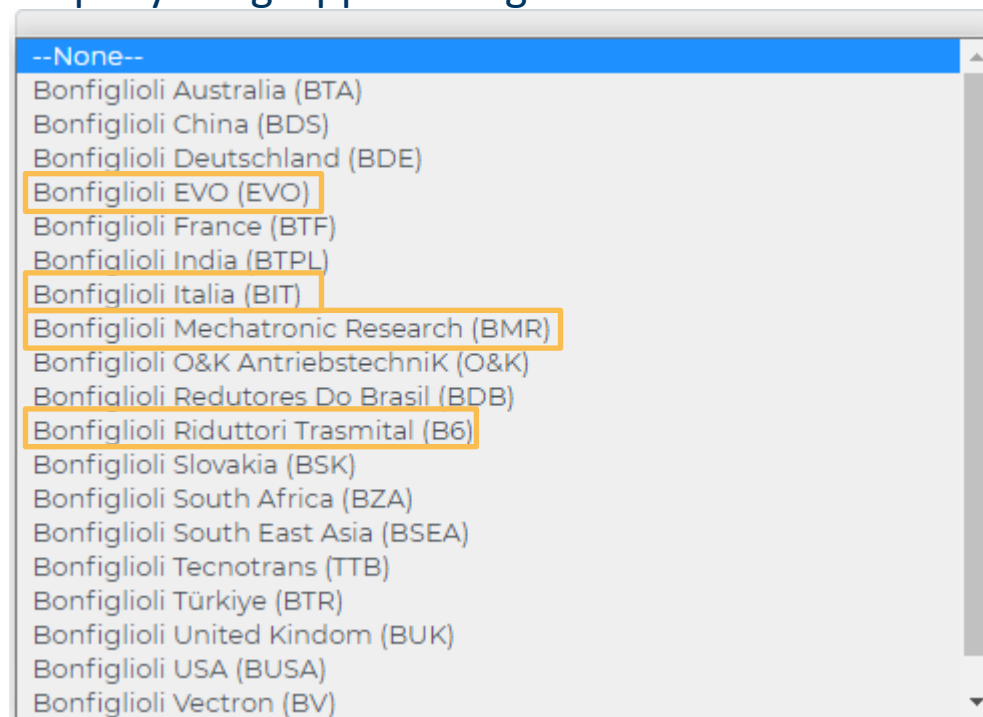 --None--
Bonfiglioli Australia (BTA)
Bonfiglioli China (BDS)
Bonfiglioli Deutschland (BDE)
Bonfiglioli EVO (EVO)
Bonfiglioli France (BTF)
Bonfiglioli India (BTPL)
Bonfiglioli Italia (BIT)
Bonfiglioli Mechatronic Research (BMR)
Bonfiglioli O&K AntriebstechniK (O&K)
Bonfiglioli Redutores Do Brasil (BDB)
Bonfiglioli Riduttori Trasmital (B6)
Bonfiglioli Slovakia (BSK)
Bonfiglioli South Africa (BZA)
Bonfiglioli South East Asia (BSEA)
Bonfiglioli Tecnotrans (TTB)
Bonfiglioli Türkiye (BTR)
Bonfiglioli United Kindom (BUK)
Bonfiglioli USA (BUSA)
Bonfiglioli Vectron (BV)